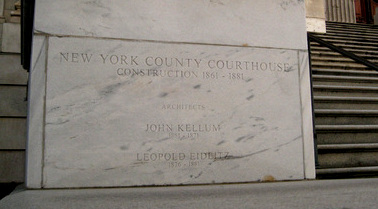 NEW YORK COUNTY COURTHOUSE
CONSTRUCTION 1861 - 1881
ARCHITECTS
JOHN KELLUM
LEOPOLD EIDLITZ